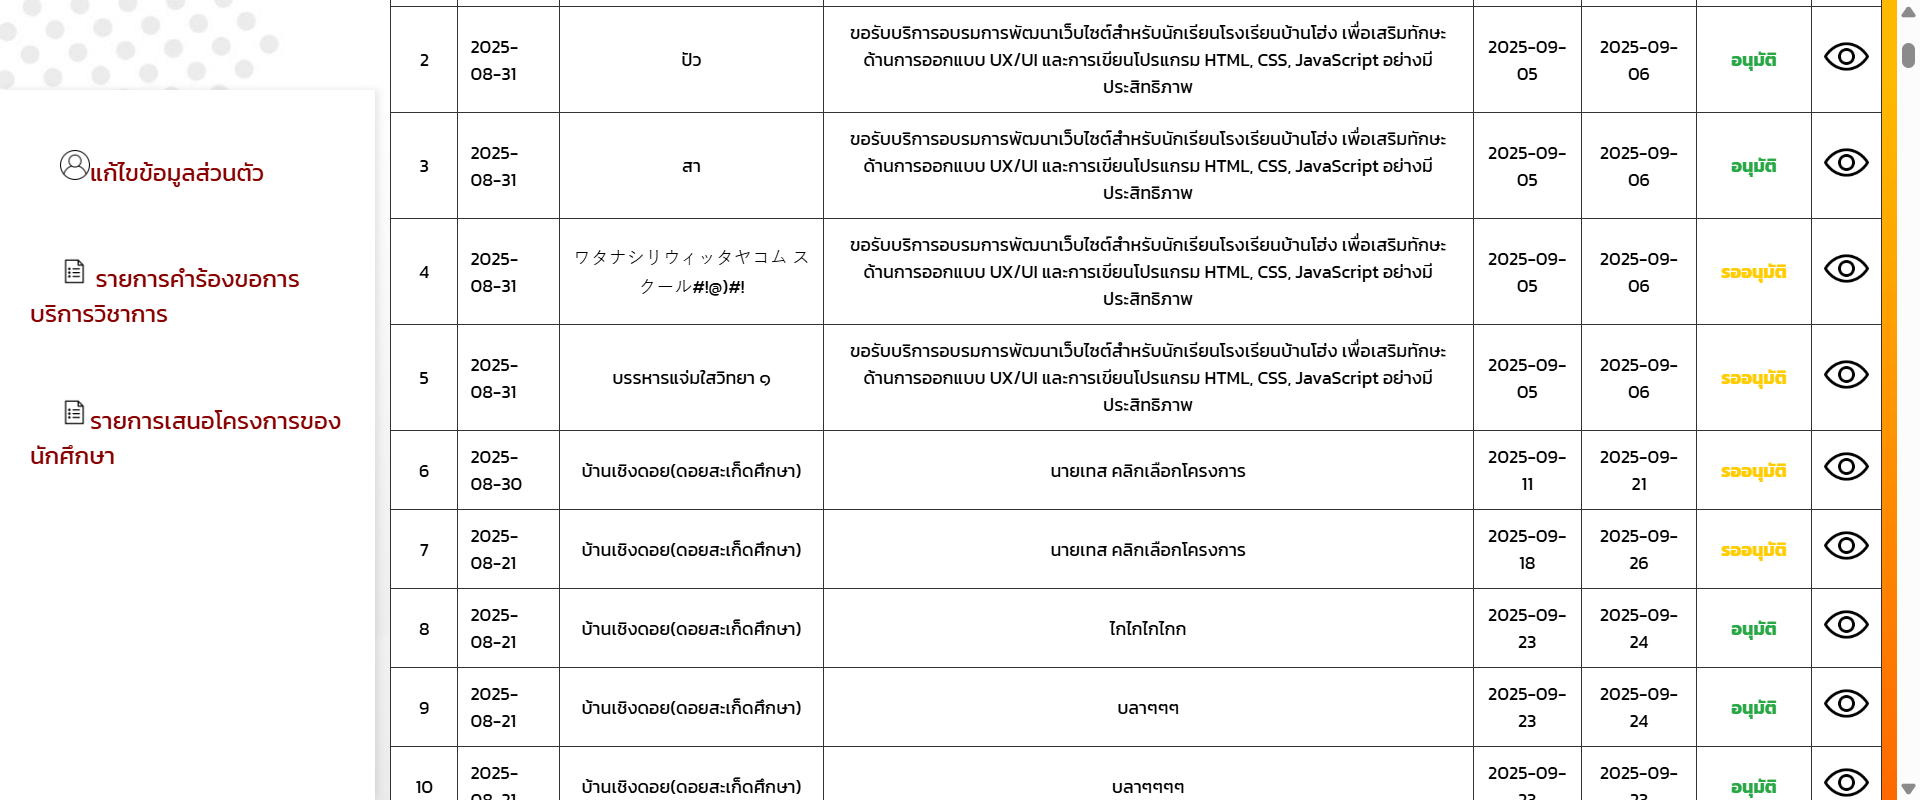 แก้ไขข้อมูลส่วนตัว
รายการคำร้องขอการ
บริการวิชาการ
รายการเสนอโครงการของ
นักศึกษา
2
2025-
08-31
ปัว
ขอรับบริการอบรมการพัฒนาเว็บไซต์สำหรับนักเรียนโรงเรียนบ้านโฮ่ง เพื่อเสริมทักษะ
ด้านการออกแบบ UX/UI และการเขียนโปรแกรม HTML, CSS, JavaScript อย่างมี
ประสิทธิภาพ
2025-09-
05
2025-09-
06
อนุมัติ
3
2025-
08-31
สา
ขอรับบริการอบรมการพัฒนาเว็บไซต์สำหรับนักเรียนโรงเรียนบ้านโฮ่ง เพื่อเสริมทักษะ
ด้านการออกแบบ UX/UI และการเขียนโปรแกรม HTML, CSS, JavaScript อย่างมี
ประสิทธิภาพ
2025-09-
05
2025-09-
06
อนุมัติ
4
2025-
08-31
ワタナシリウィッタヤコム ス
クール#!@)#!
ขอรับบริการอบรมการพัฒนาเว็บไซต์สำหรับนักเรียนโรงเรียนบ้านโฮ่ง เพื่อเสริมทักษะ
ด้านการออกแบบ UX/UI และการเขียนโปรแกรม HTML, CSS, JavaScript อย่างมี
ประสิทธิภาพ
2025-09-
05
2025-09-
06
รออนุมัติ
5
2025-
08-31
บรรหารแจ่มใสวิทยา ๑
ขอรับบริการอบรมการพัฒนาเว็บไซต์สำหรับนักเรียนโรงเรียนบ้านโฮ่ง เพื่อเสริมทักษะ
ด้านการออกแบบ UX/UI และการเขียนโปรแกรม HTML, CSS, JavaScript อย่างมี
ประสิทธิภาพ
2025-09-
05
2025-09-
06
รออนุมัติ
6
2025-
08-30
บ้านเชิงดอย(ดอยสะเก็ดศึกษา)
นายเทส คลิกเลือกโครงการ
2025-09-
11
2025-09-
21
รออนุมัติ
7
2025-
08-21
บ้านเชิงดอย(ดอยสะเก็ดศึกษา)
นายเทส คลิกเลือกโครงการ
2025-09-
18
2025-09-
26
รออนุมัติ
8
2025-
08-21
บ้านเชิงดอย(ดอยสะเก็ดศึกษา)
ไกไกไกไกก
2025-09-
23
2025-09-
24
อนุมัติ
9
2025-
08-21
บ้านเชิงดอย(ดอยสะเก็ดศึกษา)
บลาๆๆๆ
2025-09-
23
2025-09-
24
อนุมัติ
10
2025-
08-21
บ้านเชิงดอย(ดอยสะเก็ดศึกษา)
บลาๆๆๆๆ
2025-09-
23
2025-09-
23
อนุมัติ